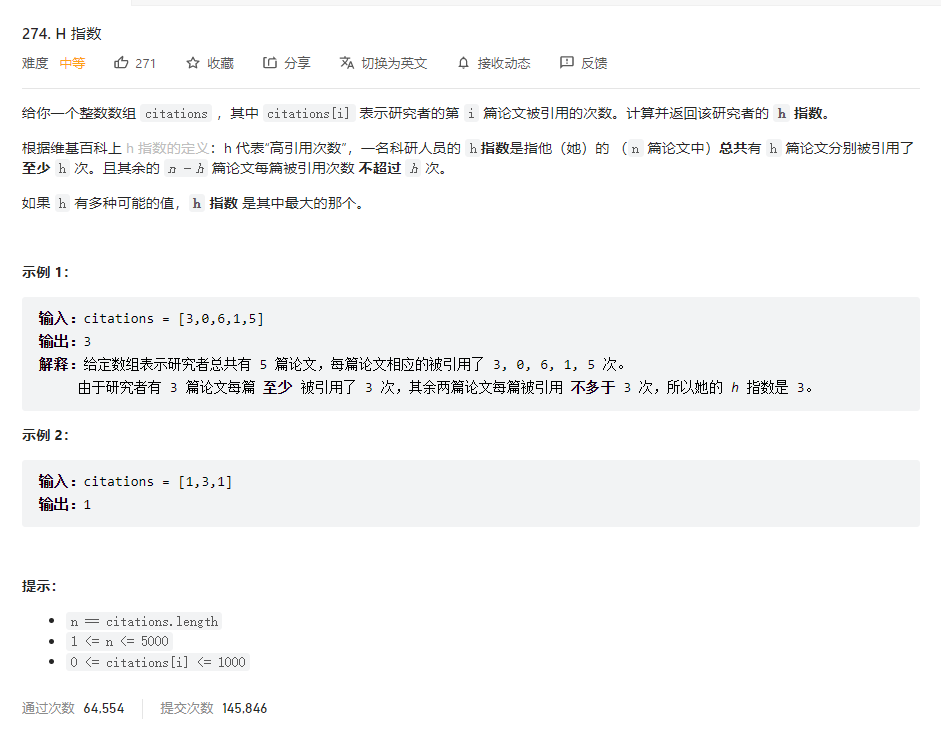 274. H 指数
难度 中等 271 收藏 分享 切换为英文 接收动态 反馈
给你一个整数数组 citations ，其中 citations[i] 表示研究者的第 i 篇论文被引用的次数。计算并返回该研究者的 h 指数。
根据维基百科上 h 指数的定义：h 代表“高引用次数”，一名科研人员的 h 指数是指他（她）的 （n 篇论文中）总共有 h 篇论文分别被引用了
至少 h 次。且其余的 n - h 篇论文每篇被引用次数 不超过 h 次。
如果 h 有多种可能的值，h 指数 是其中最大的那个。
示例 1：
输入：citations = [3,0,6,1,5]
输出：3
解释：给定数组表示研究者总共有 5 篇论文，每篇论文相应的被引用了 3, 0, 6, 1, 5 次。
由于研究者有 3 篇论文每篇 至少 被引用了 3 次，其余两篇论文每篇被引用 不多于 3 次，所以她的 h 指数是 3。
示例 2：
输入：citations = [1,3,1]
输出：1
提示：
n == citations.length
1 <= n <= 5000
0 <= citations[i] <= 1000
通过次数 64,554 提交次数 145,846